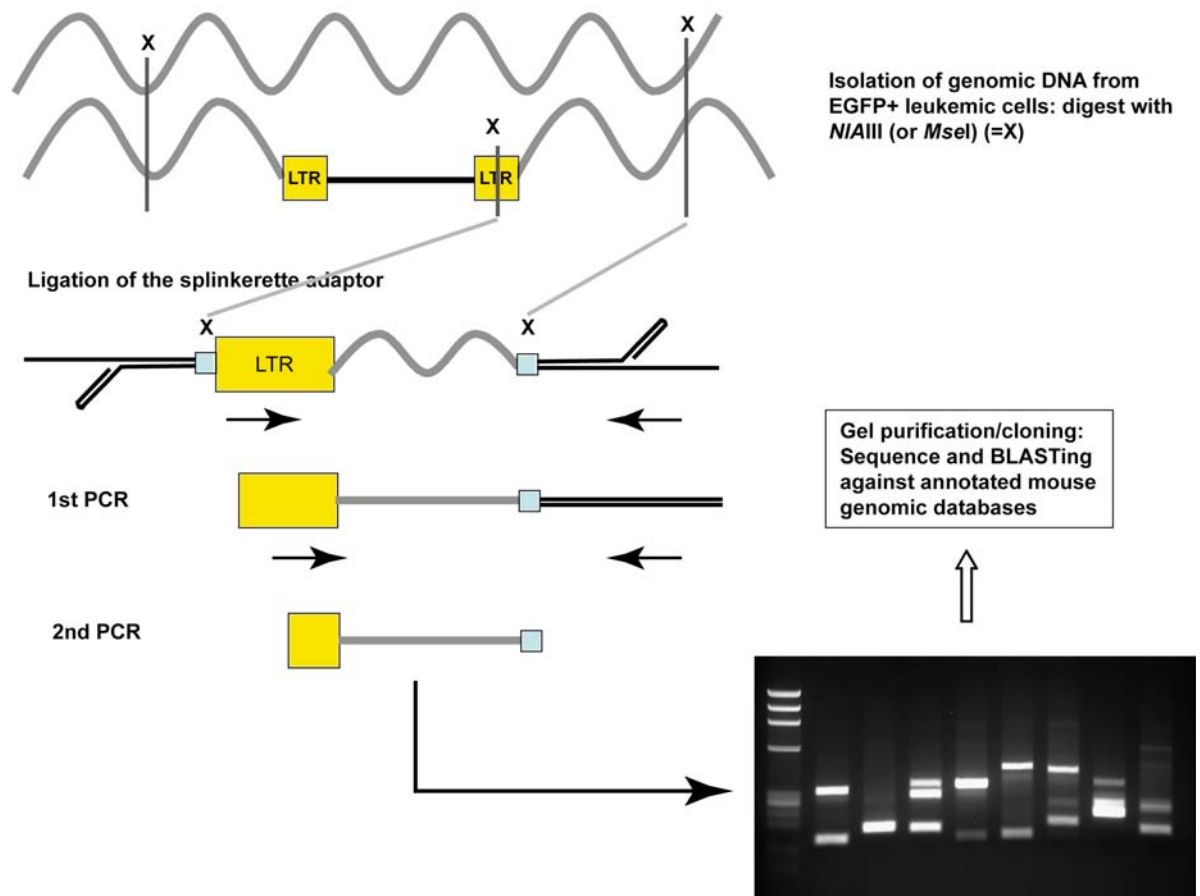 X
X
X
LTR
LTR
Isolation of genomic DNA from
EGFP+ leukemic cells: digest with
NlAIII (or MseI) (=X)
Ligation of the splinkerette adaptor
X
X
LTR
1st PCR
2nd PCR
Gel purification/cloning:
Sequence and BLASTing
against annotated mouse
genomic databases